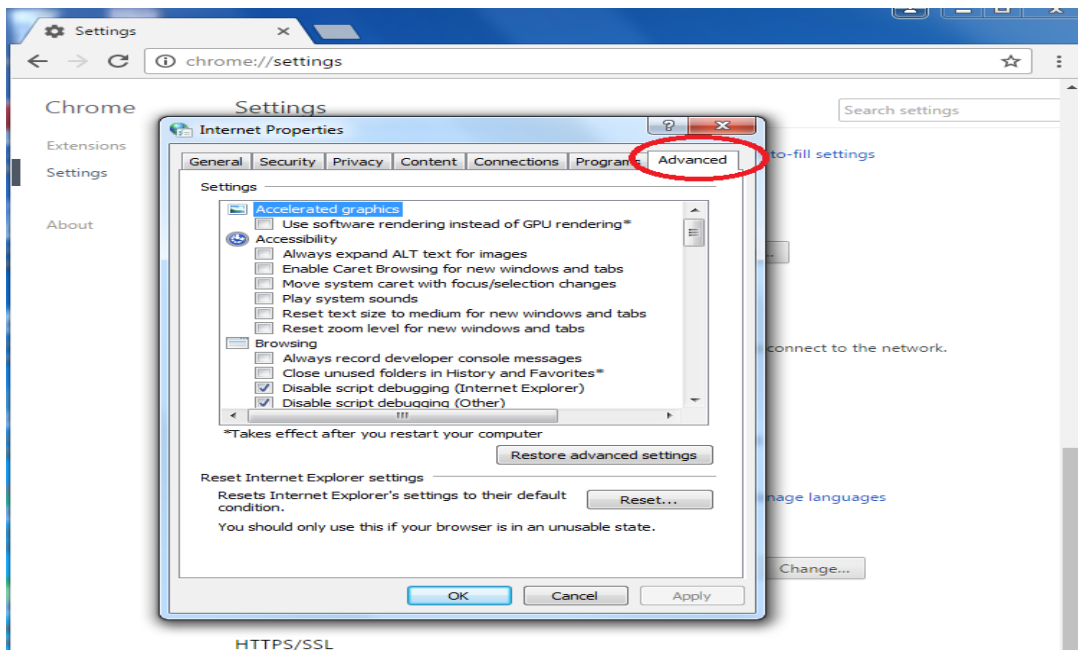 Settings
chrome://settings
Chrome
Settings
Search settings
Extensions
Settings
About
Internet Properties
General Security Privacy Content Connections Programs Advanced
to-fill settings
Settings
Accelerated graphics
Use software rendering instead of GPU rendering*
Accessibility
Always expand ALT text for images
Enable Caret Browsing for new windows and tabs
Move system caret with focus/selection changes
Play system sounds
Reset text size to medium for new windows and tabs
Reset zoom level for new windows and tabs
Browsing
Always record developer console messages
connect to the network.
Close unused folders in History and Favorites*
Disable script debugging (Internet Explorer)
Disable script debugging (Other)
*Takes effect after you restart your computer
Restore advanced settings
Reset Internet Explorer settings
Resets Internet Explorer's settings to their default
condition.
Reset...
nage languages
You should only use this if your browser is in an unusable state.
Change...
OK Cancel Apply
HTTPS/SSL